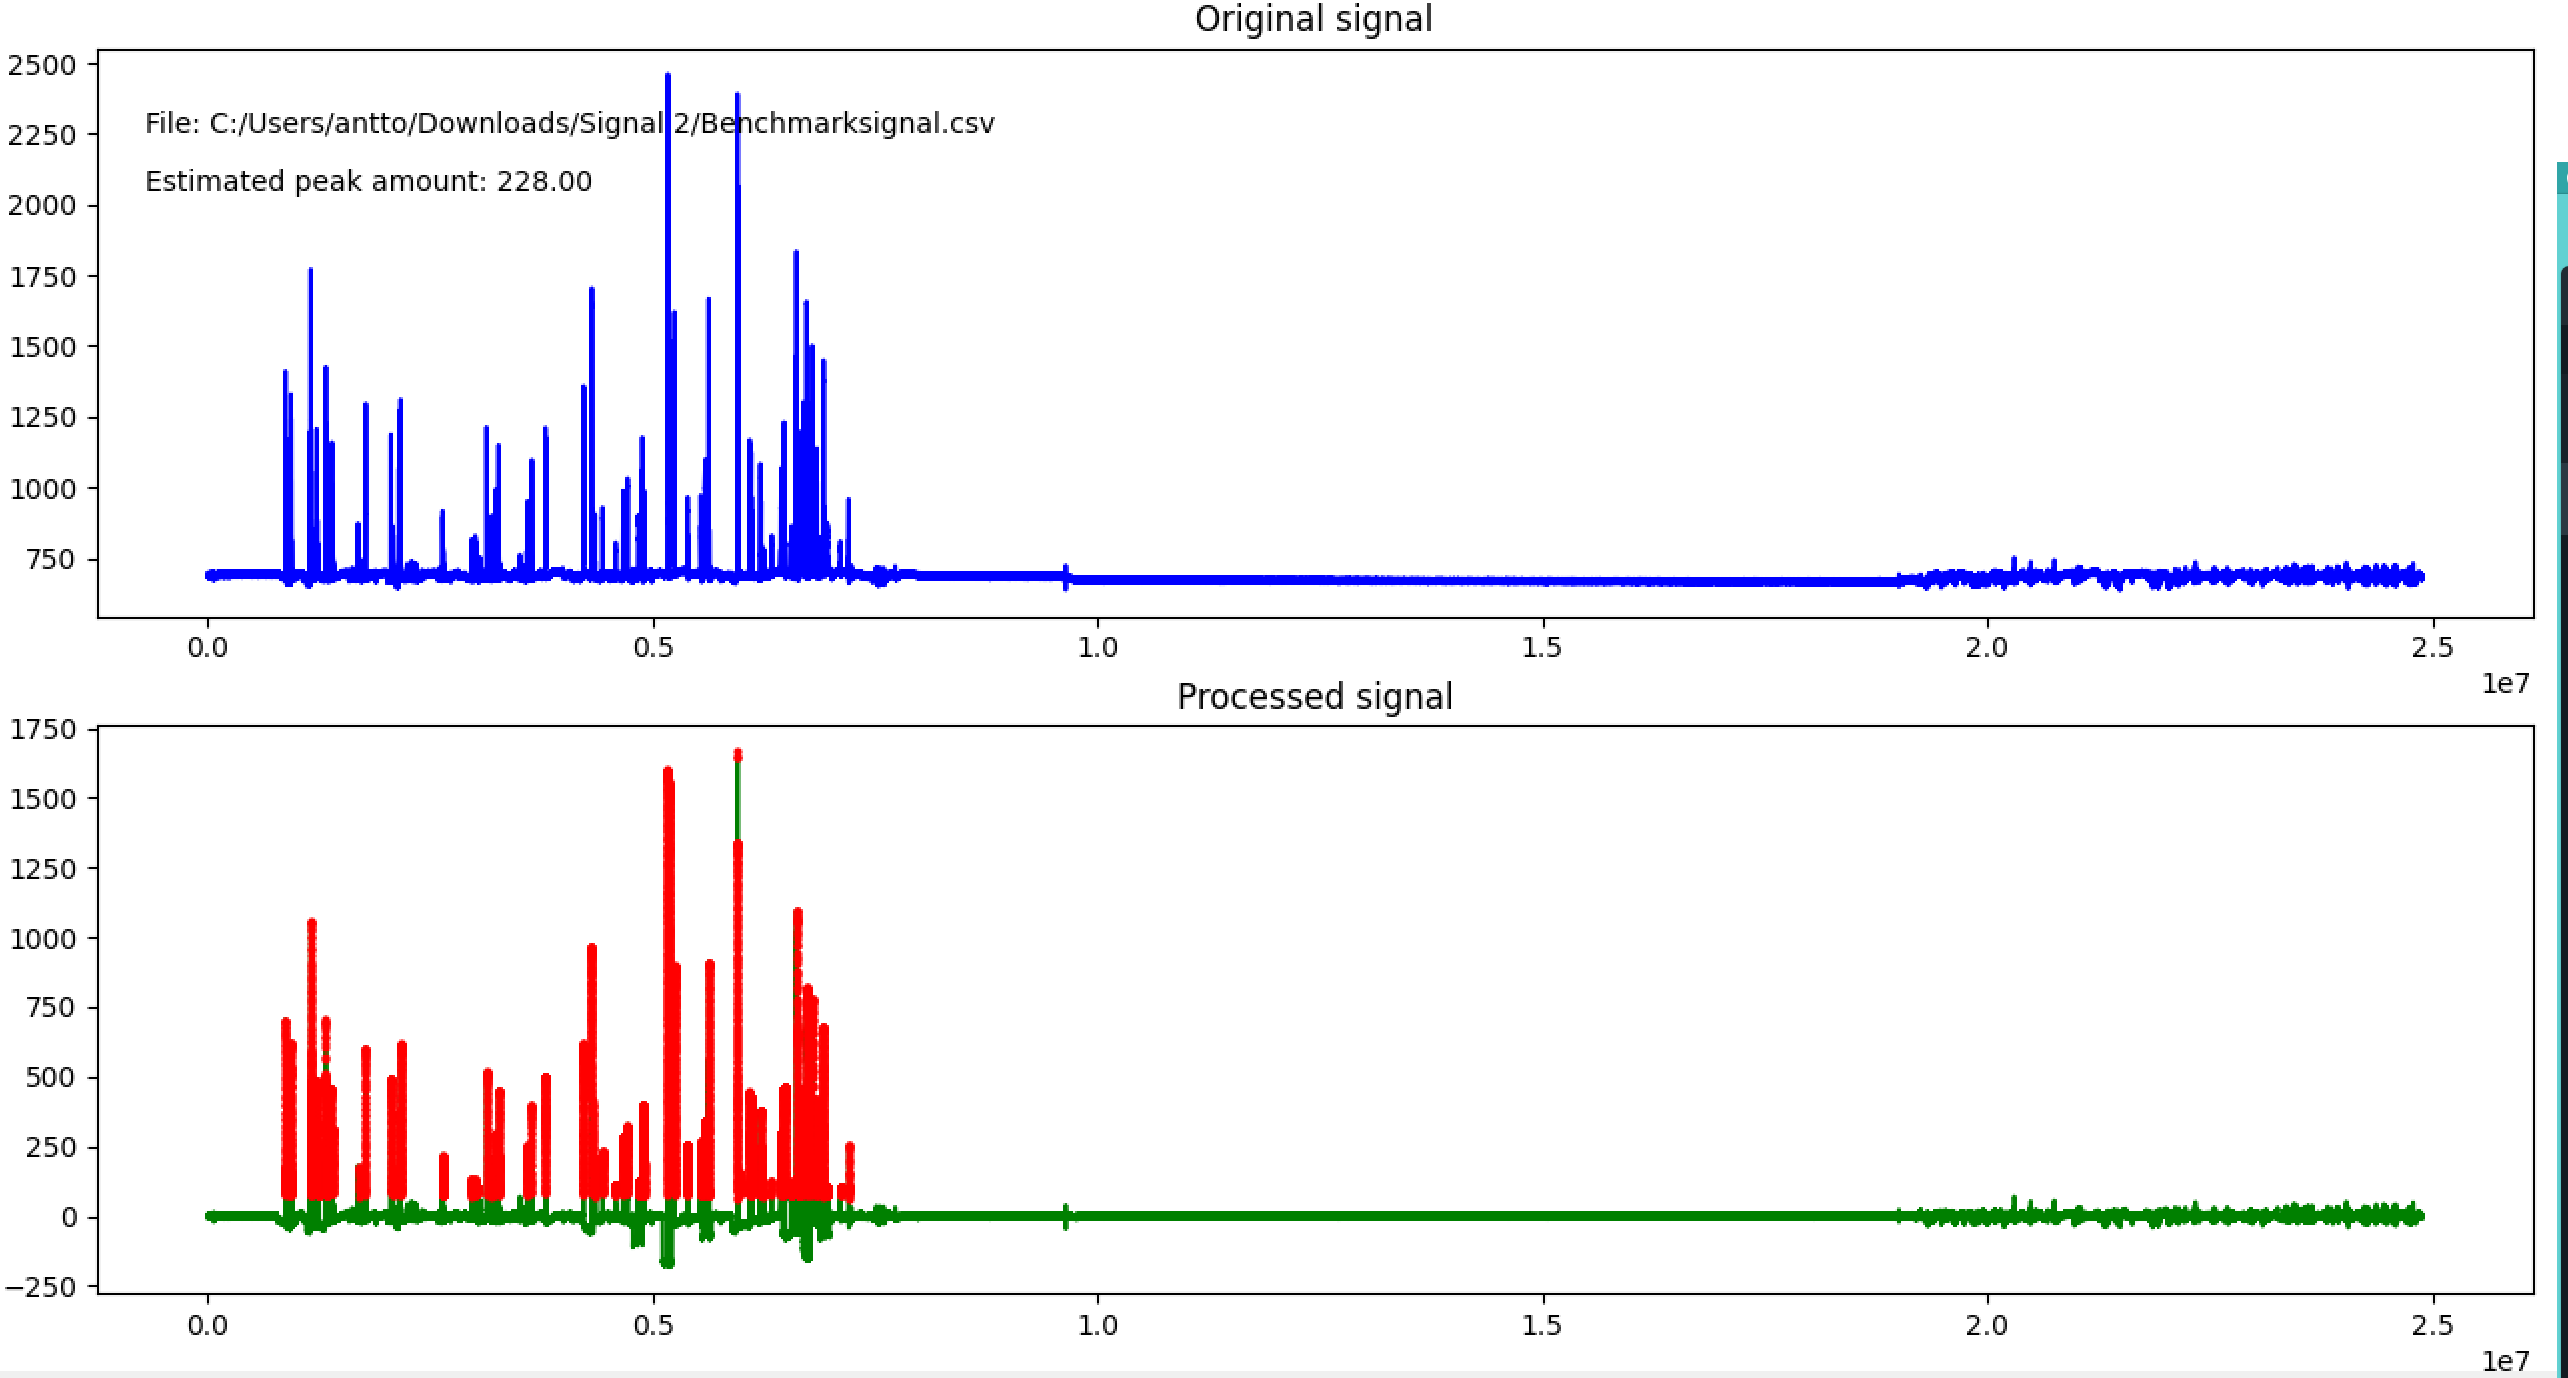 Original signal
2500
2250
2000
1750
1500
1250
1000
750
File: C:/Users/antto/Downloads/Signal 2/Benchmarksignal.csv
Estimated peak amount: 228.00
0.0 0.5 1.0 1.5 2.0 2.5
1e7
Processed signal
1750
1500
1250
1000
750
500
250
0
−250
0.0 0.5 1.0 1.5 2.0 2.5
1e7